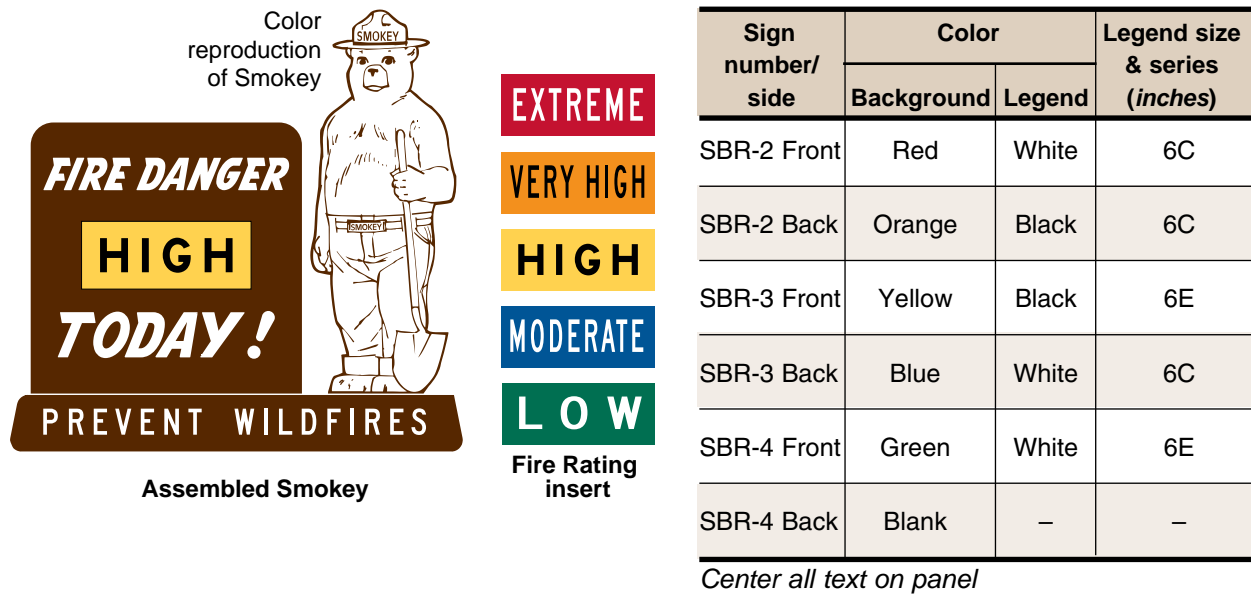 Color
reproduction
of Smokey
SMOKEY
FIRE DANGER
HIGH
TODAY!
SMOKEY
PREVENT WILDFIRES
Assembled Smokey
EXTREME
VERY HIGH
HIGH
MODERATE
LOW
Fire Rating
insert
Sign number/ side Color Legend size & series (inches)
Background Legend
SBR-2 Front Red White 6C
SBR-2 Back Orange Black 6C
SBR-3 Front Yellow Black 6E
SBR-3 Back Blue White 6C
SBR-4 Front Green White 6E
SBR-4 Back Blank – –
Center all text on panel